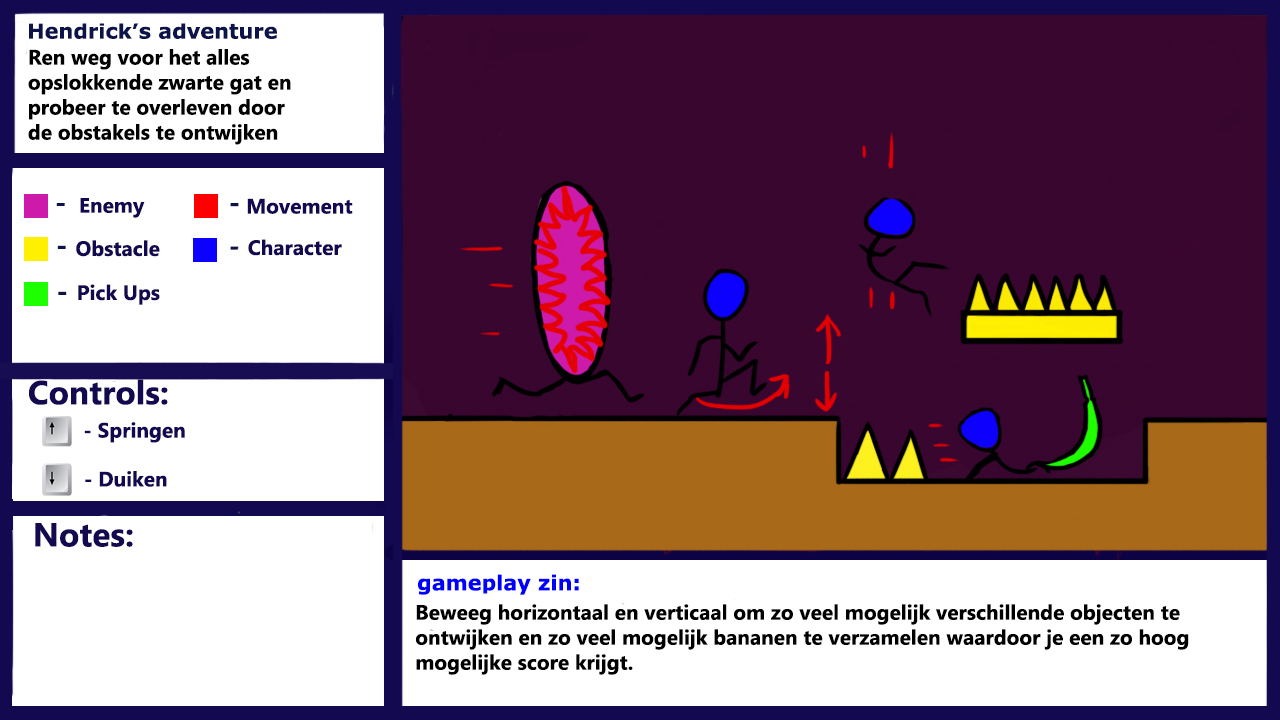 Hendrick's adventure
Ren weg voor het alles
opslokkende zwarte gat en
probeer te overleven door
de obstakels te ontwijken
- Enemy
- Movement
- Obstacle
- Character
- Pick Ups
Controls:
↑ - Springen
↓ - Duiken
Notes:
gameplay zin:
Beweeg horizontaal en verticaal om zo veel mogelijk verschillende objecten te
ontwijken en zo veel mogelijk bananen te verzamelen waardoor je een zo hoog
mogelijke score krijgt.